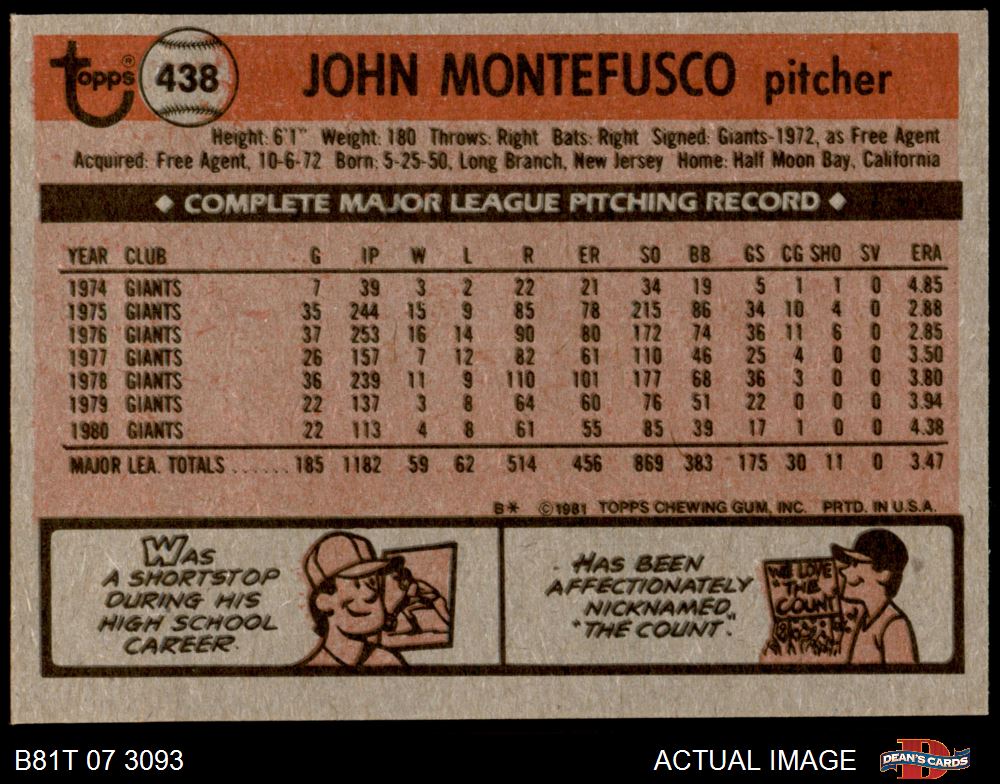 Topps® 438 JOHN MONTEFUSCO pitcher
Height: 6'1" Weight: 180 Throws: Right Bats: Right Signed: Giants-1972, as Free Agent
Acquired: Free Agent, 10-6-72 Born: 5-25-50, Long Branch, New Jersey Home: Half Moon Bay, California
◆ COMPLETE MAJOR LEAGUE PITCHING RECORD ◆
YEAR CLUB G IP W L R ER SO BB GS CG SHO SV ERA
1974 GIANTS 7 39 3 2 22 21 34 19 5 1 1 0 4.85
1975 GIANTS 35 244 15 9 85 78 215 86 34 10 4 0 2.88
1976 GIANTS 37 253 16 14 90 80 172 74 36 11 6 0 2.85
1977 GIANTS 26 157 7 12 82 61 110 46 25 4 0 0 3.50
1978 GIANTS 36 239 11 9 110 101 177 68 36 3 0 0 3.80
1979 GIANTS 22 137 3 8 64 60 76 51 22 0 0 0 3.94
1980 GIANTS 22 113 4 8 61 55 85 39 17 1 0 0 4.38
MAJOR LEA. TOTALS ...... 185 1182 59 62 514 456 869 383 175 30 11 0 3.47
B* ©1981 TOPPS CHEWING GUM, INC. PRTD. IN U.S.A.
WAS
A SHORTSTOP
DURING HIS
HIGH SCHOOL
CAREER.
HAS BEEN
AFFECTIONATELY
NICKNAMED,
"THE COUNT".
WE LOVE
"THE
COUNT"
B81T 07 3093
ACTUAL IMAGE
D
DEAN'S CARDS